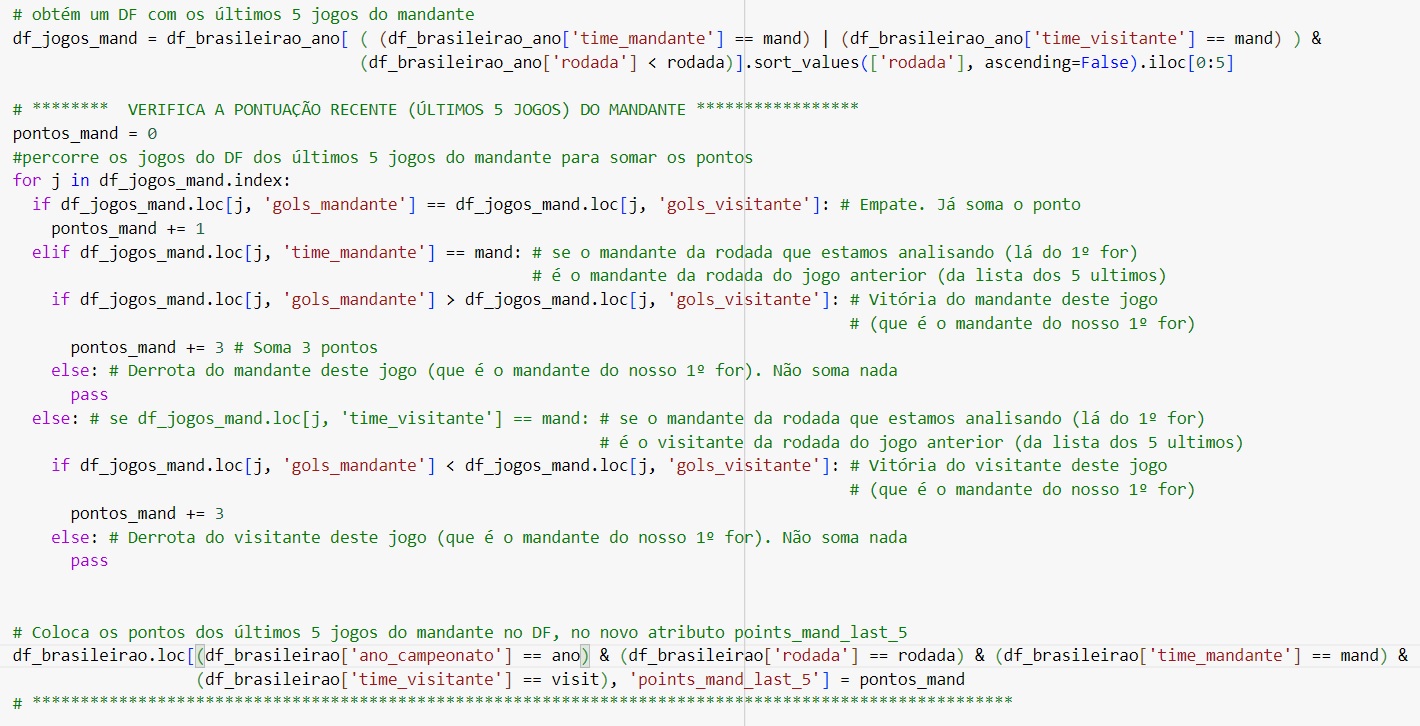 # obtém um DF com os últimos 5 jogos do mandante
df_jogos_mand = df_brasileirao_ano[ ( (df_brasileirao_ano['time_mandante'] == mand) | (df_brasileirao_ano['time_visitante'] == mand) ) &
(df_brasileirao_ano['rodada'] < rodada)].sort_values(['rodada'], ascending=False).iloc[0:5]
# ******** VERIFICA A PONTUAÇÃO RECENTE (ÚLTIMOS 5 JOGOS) DO MANDANTE *****************
pontos_mand = 0
#percorre os jogos do DF dos últimos 5 jogos do mandante para somar os pontos
for j in df_jogos_mand.index:
  if df_jogos_mand.loc[j, 'gols_mandante'] == df_jogos_mand.loc[j, 'gols_visitante']: # Empate. Já soma o ponto
    pontos_mand += 1
  elif df_jogos_mand.loc[j, 'time_mandante'] == mand: # se o mandante da rodada que estamos analisando (lá do 1º for)
# é o mandante da rodada do jogo anterior (da lista dos 5 ultimos)
    if df_jogos_mand.loc[j, 'gols_mandante'] > df_jogos_mand.loc[j, 'gols_visitante']: # Vitória do mandante deste jogo
# (que é o mandante do nosso 1º for)
      pontos_mand += 3 # Soma 3 pontos
    else: # Derrota do mandante deste jogo (que é o mandante do nosso 1º for). Não soma nada
      pass
  else: # se df_jogos_mand.loc[j, 'time_visitante'] == mand: # se o mandante da rodada que estamos analisando (lá do 1º for)
# é o visitante da rodada do jogo anterior (da lista dos 5 ultimos)
    if df_jogos_mand.loc[j, 'gols_mandante'] < df_jogos_mand.loc[j, 'gols_visitante']: # Vitória do visitante deste jogo
# (que é o mandante do nosso 1º for)
      pontos_mand += 3
    else: # Derrota do visitante deste jogo (que é o mandante do nosso 1º for). Não soma nada
      pass
# Coloca os pontos dos últimos 5 jogos do mandante no DF, no novo atributo points_mand_last_5
df_brasileirao.loc[(df_brasileirao['ano_campeonato'] == ano) & (df_brasileirao['rodada'] == rodada) & (df_brasileirao['time_mandante'] == mand) &
(df_brasileirao['time_visitante'] == visit), 'points_mand_last_5'] = pontos_mand
# ******************************************************************************************************